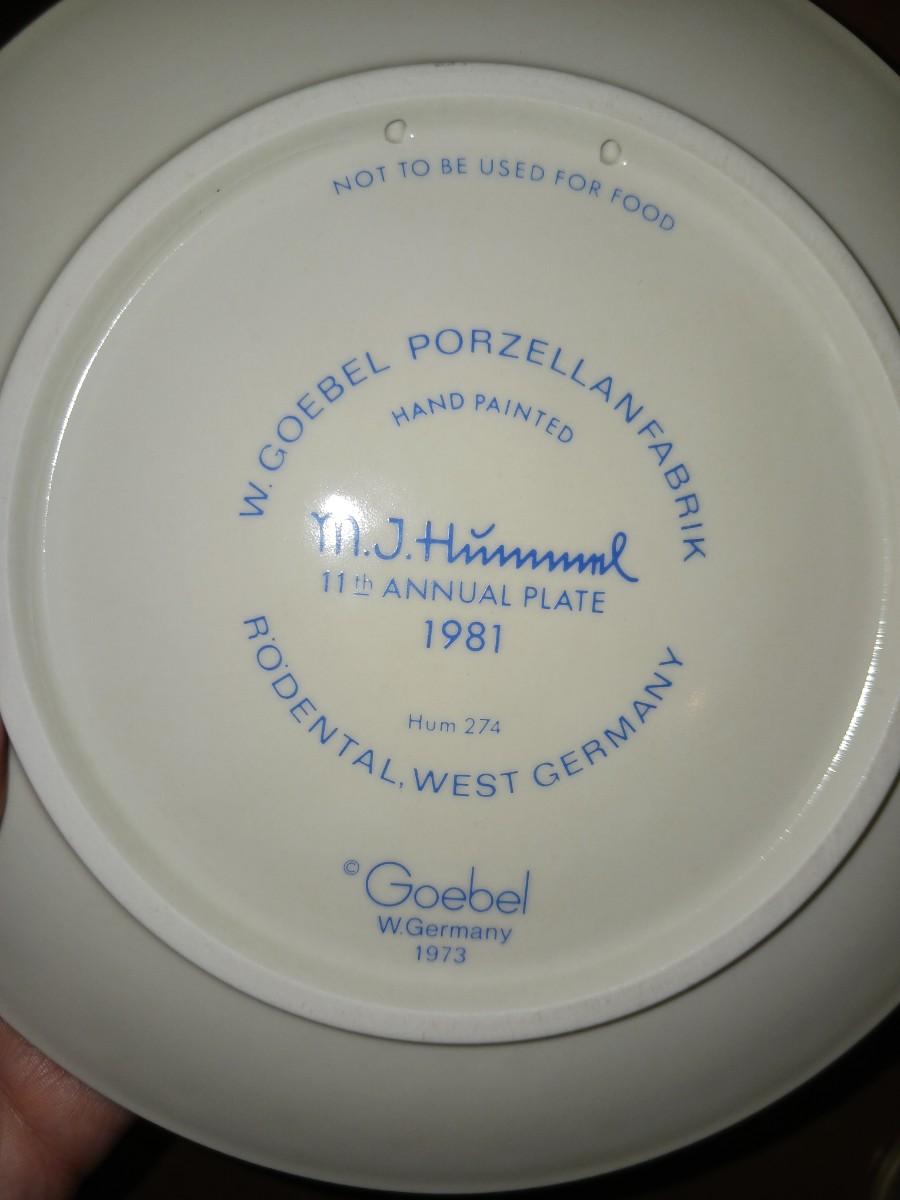 NOT TO BE USED FOR FOOD
W. GOEBEL PORZELLANFABRIK
HAND PAINTED
M.J. Hummel
11th ANNUAL PLATE
1981
Hum 274
RÖDENTAL, WEST GERMANY
© Goebel
W.Germany
1973